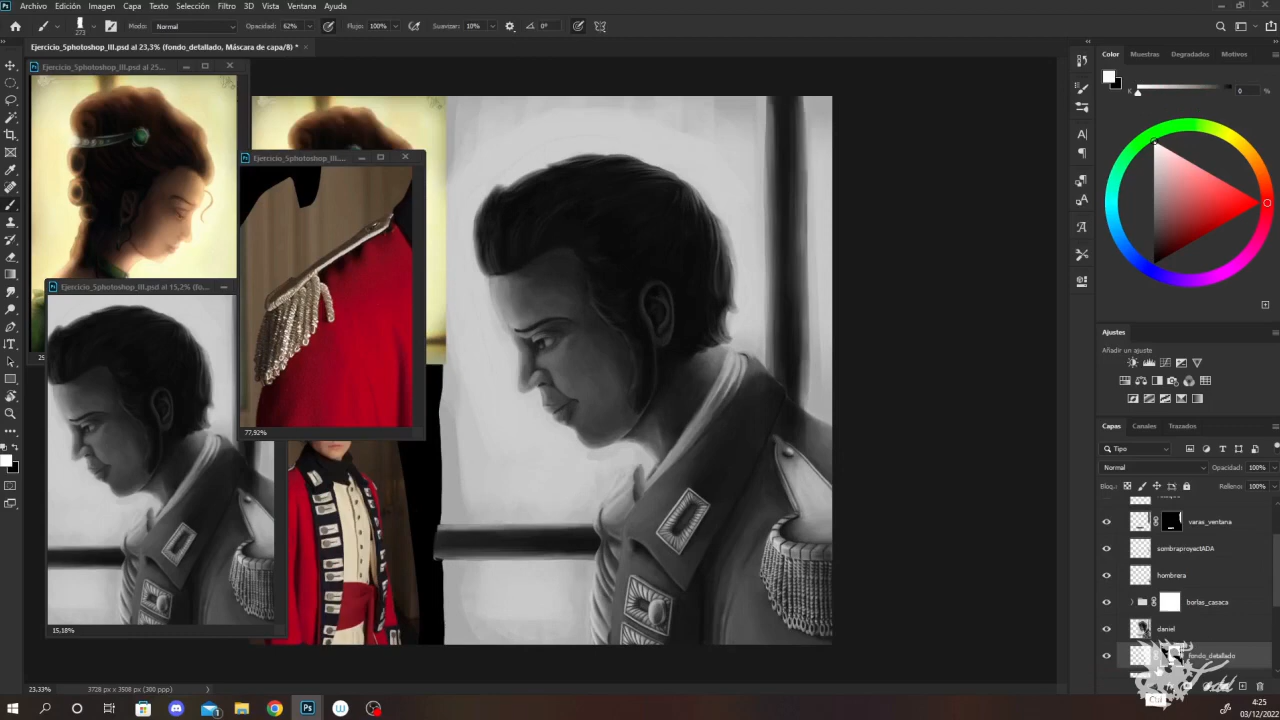 Archivo Edición Imagen Capa Texto Selección Filtro 3D Vista Ventana Ayuda
273 Modo: Normal Opacidad: 62% Flujo: 100% Suavizar: 10% 0°
Ejercicio_5photoshop_III.psd al 23,3% (fondo_detallado, Máscara de capa/8) * ×
Ejercicio_5photoshop_III.psd al 25...
Ejercicio_5photoshop_III....
Ejercicio_5photoshop_III.psd al 15,2% (fo...
77,92%
15,18%
23.33% 3728 px x 3508 px (300 ppp)
Color Muestras Degradados Motivos
K 0 %
Ajustes
Añadir un ajuste
Capas Canales Trazados
Tipo
Normal Opacidad: 100%
Bloq.: Relleno: 100%
varas_ventana
sombraproyectADA
hombrera
borlas_casaca
daniel
fondo_detallado
4:25
03/12/2022